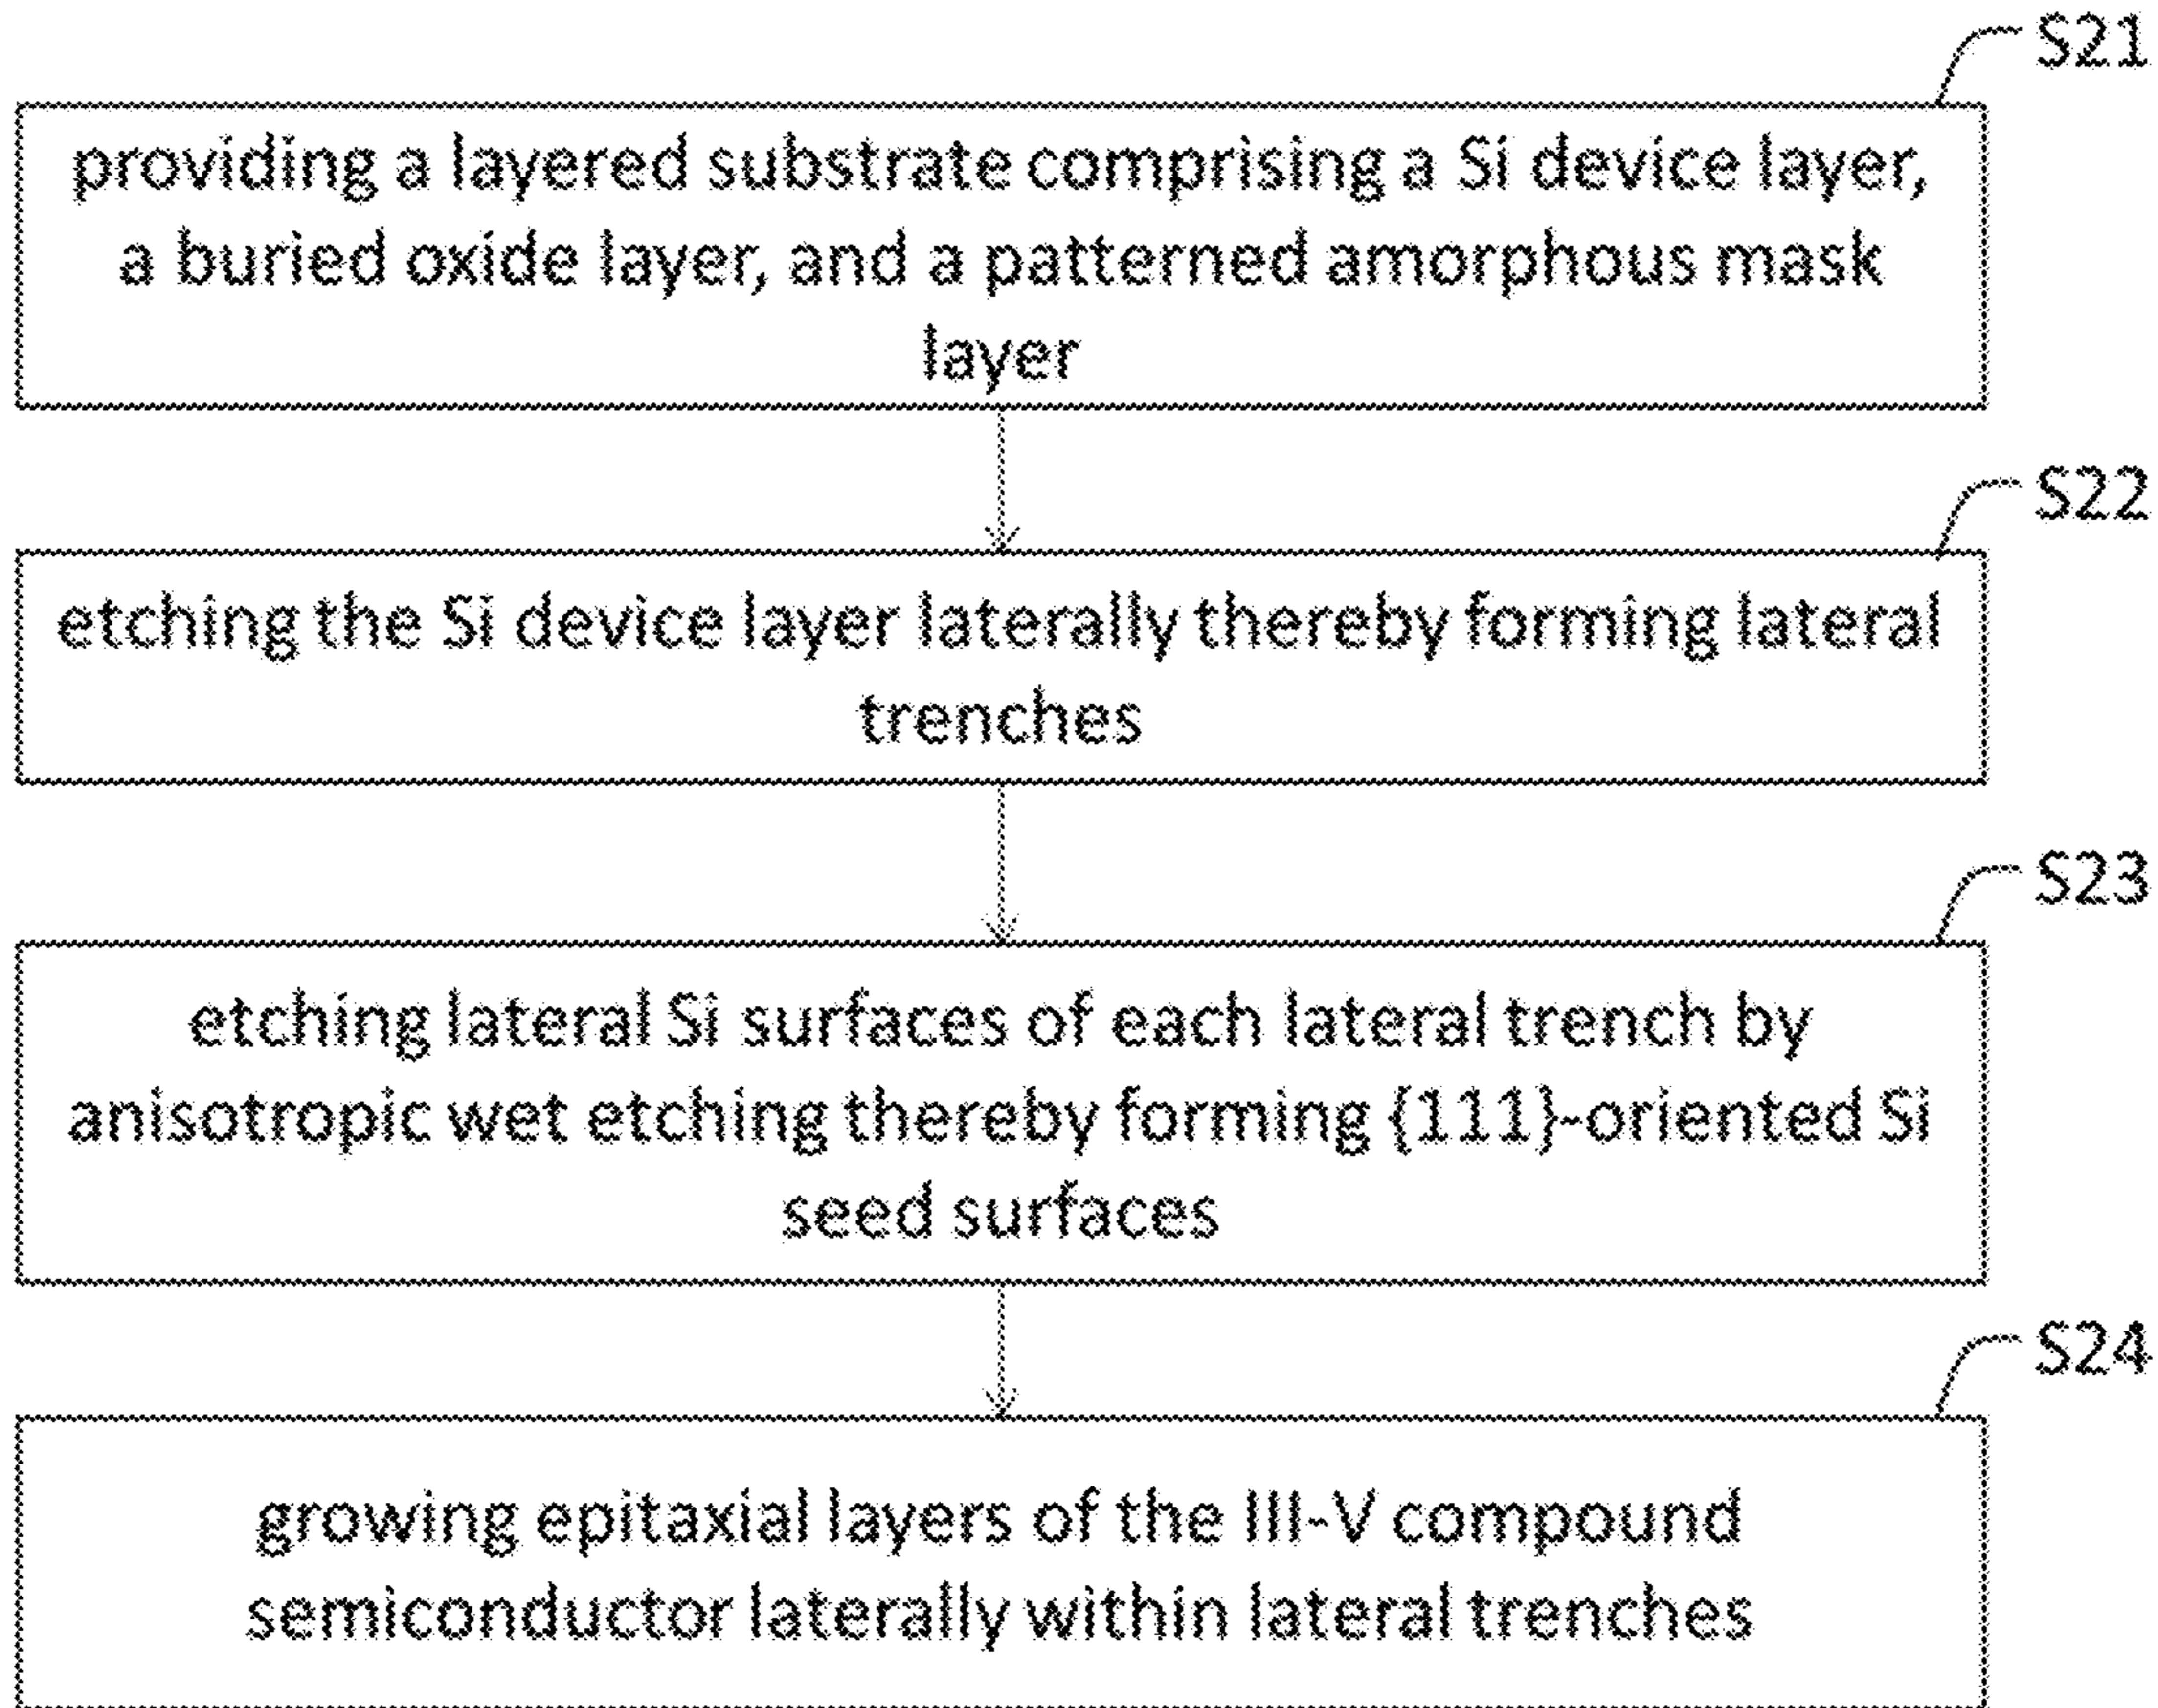 S21
providing a layered substrate comprising a Si device layer,
a buried oxide layer, and a patterned amorphous mask
layer
S22
etching the Si device layer laterally thereby forming lateral
trenches
S23
etching lateral Si surfaces of each lateral trench by
anisotropic wet etching thereby forming {111}-oriented Si
seed surfaces
S24
growing epitaxial layers of the III-V compound
semiconductor laterally within lateral trenches